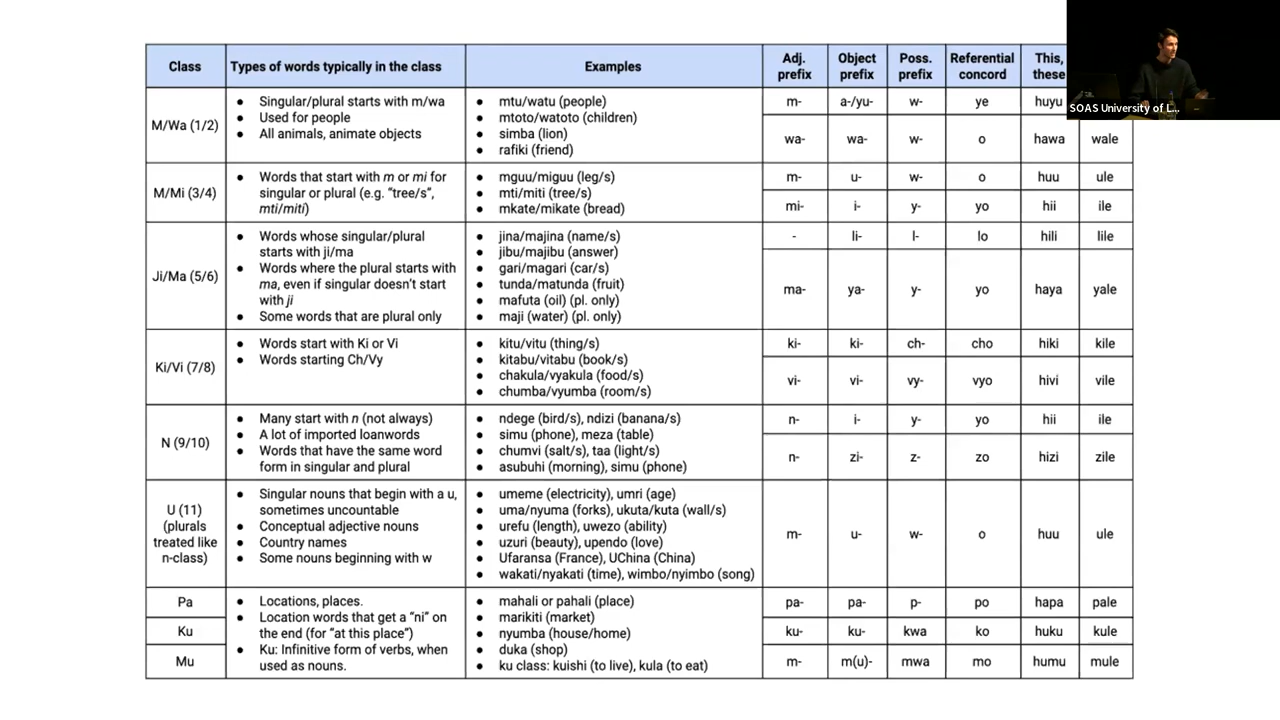 Class
Types of words typically in the class
Examples
Adj. prefix
Object prefix
Poss. prefix
Referential concord
This, these
SOAS University of L...
M/Wa (1/2)
● Singular/plural starts with m/wa
● Used for people
● All animals, animate objects
● mtu/watu (people)
● mtoto/watoto (children)
● simba (lion)
● rafiki (friend)
m- a-/yu- w- ye huyu
wa- wa- w- o hawa wale
M/Mi (3/4)
● Words that start with m or mi for
singular or plural (e.g. “tree/s”,
mti/miti)
● mguu/miguu (leg/s)
● mti/miti (tree/s)
● mkate/mikate (bread)
m- u- w- o huu ule
mi- i- y- yo hii ile
Ji/Ma (5/6)
● Words whose singular/plural
starts with ji/ma
● Words where the plural starts with
ma, even if singular doesn’t start
with ji
● Some words that are plural only
● jina/majina (name/s)
● jibu/majibu (answer)
● gari/magari (car/s)
● tunda/matunda (fruit)
● mafuta (oil) (pl. only)
● maji (water) (pl. only)
- li- l- lo hili lile
ma- ya- y- yo haya yale
Ki/Vi (7/8)
● Words start with Ki or Vi
● Words starting Ch/Vy
● kitu/vitu (thing/s)
● kitabu/vitabu (book/s)
● chakula/vyakula (food/s)
● chumba/vyumba (room/s)
ki- ki- ch- cho hiki kile
vi- vi- vy- vyo hivi vile
N (9/10)
● Many start with n (not always)
● A lot of imported loanwords
● Words that have the same word
form in singular and plural
● ndege (bird/s), ndizi (banana/s)
● simu (phone), meza (table)
● chumvi (salt/s), taa (light/s)
● asubuhi (morning), simu (phone)
n- i- y- yo hii ile
n- zi- z- zo hizi zile
U (11)
(plurals
treated like
n-class)
● Singular nouns that begin with a u,
sometimes uncountable
● Conceptual adjective nouns
● Country names
● Some nouns beginning with w
● umeme (electricity), umri (age)
● uma/nyuma (forks), ukuta/kuta (wall/s)
● urefu (length), uwezo (ability)
● uzuri (beauty), upendo (love)
● Ufaransa (France), UChina (China)
● wakati/nyakati (time), wimbo/nyimbo (song)
m- u- w- o huu ule
Pa
Ku
Mu
● Locations, places.
● Location words that get a “ni” on
the end (for “at this place”)
● Ku: Infinitive form of verbs, when
used as nouns.
● mahali or pahali (place)
● marikiti (market)
● nyumba (house/home)
● duka (shop)
● ku class: kuishi (to live), kula (to eat)
pa- pa- p- po hapa pale
ku- ku- kwa ko huku kule
m- m(u)- mwa mo humu mule